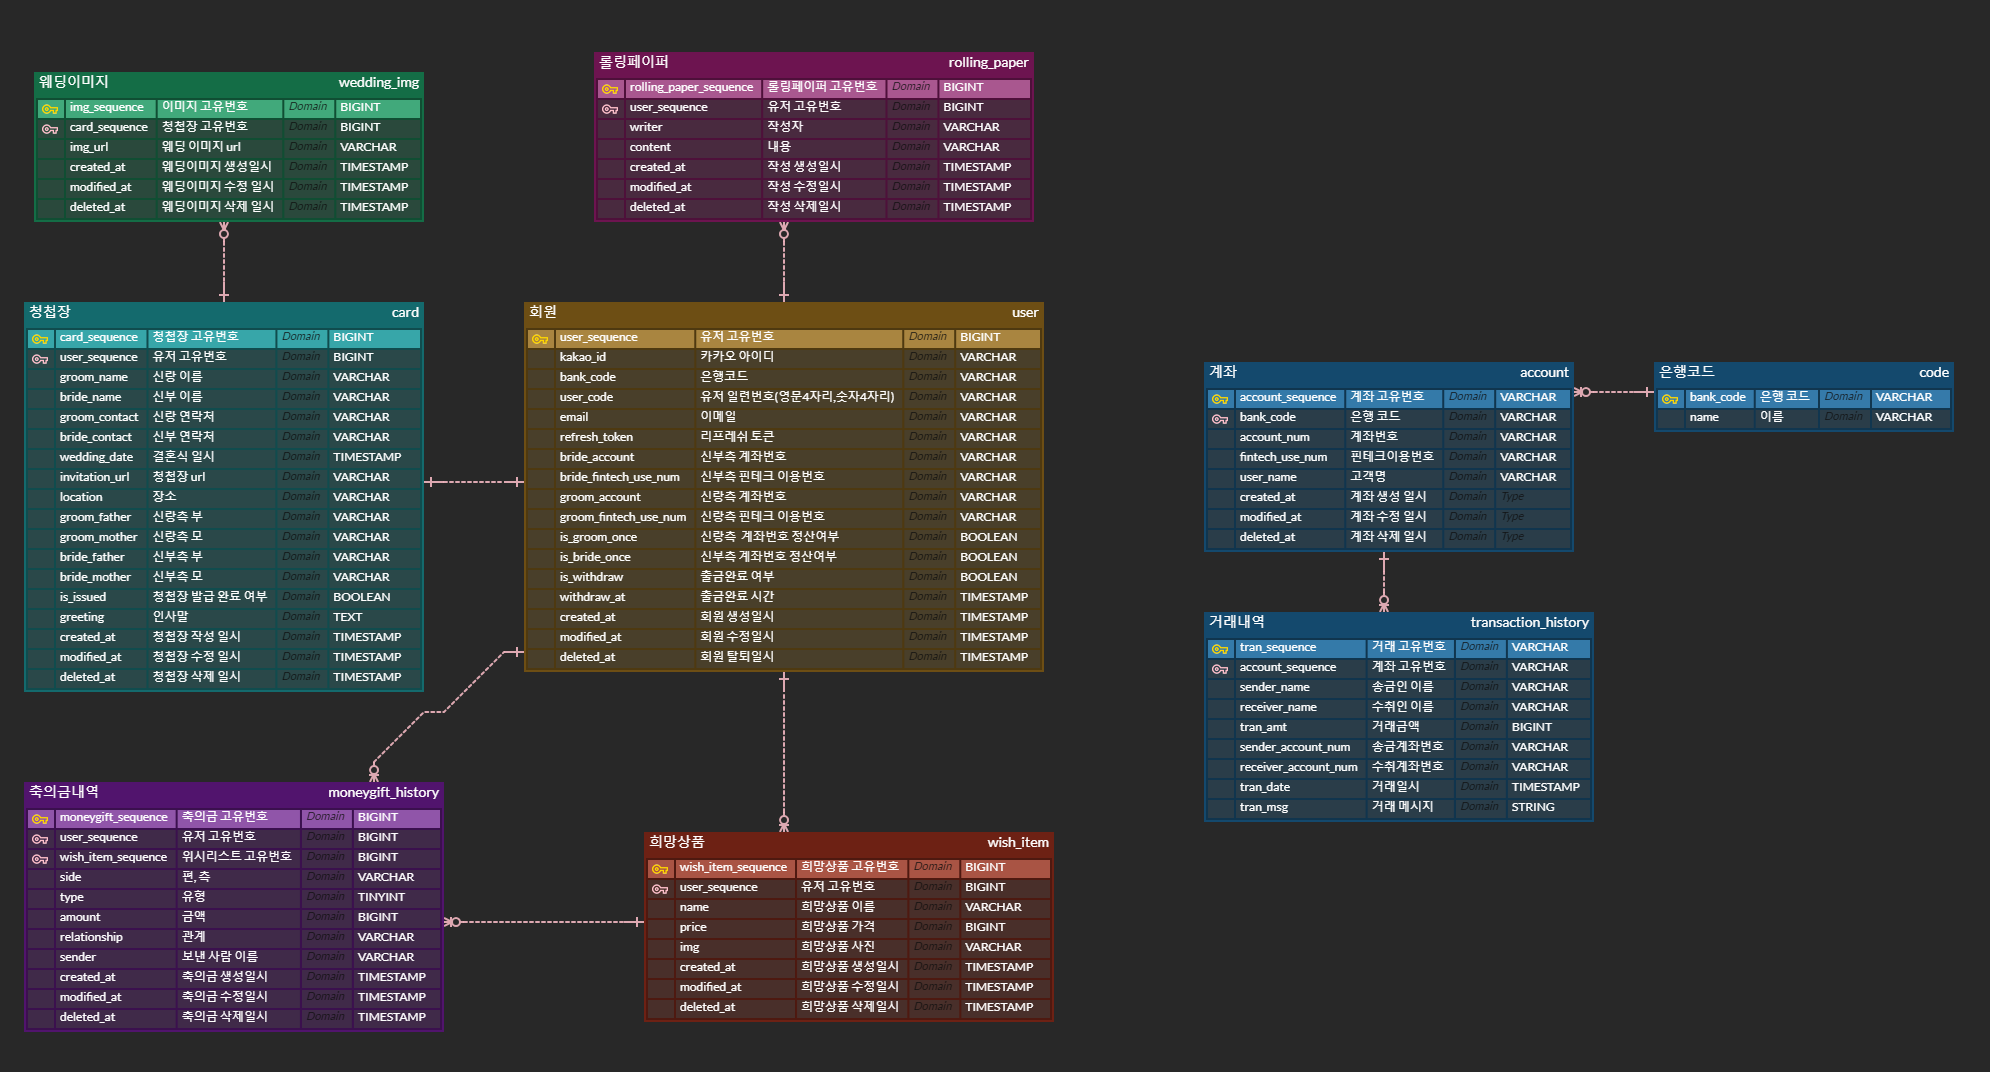 웨딩이미지 wedding_img
img_sequence 이미지 고유번호 Domain BIGINT
card_sequence 청첩장 고유번호 Domain BIGINT
img_url 웨딩 이미지 url Domain VARCHAR
created_at 웨딩이미지 생성일시 Domain TIMESTAMP
modified_at 웨딩이미지 수정 일시 Domain TIMESTAMP
deleted_at 웨딩이미지 삭제 일시 Domain TIMESTAMP
롤링페이퍼 rolling_paper
rolling_paper_sequence 롤링페이퍼 고유번호 Domain BIGINT
user_sequence 유저 고유번호 Domain BIGINT
writer 작성자 Domain VARCHAR
content 내용 Domain VARCHAR
created_at 작성 생성일시 Domain TIMESTAMP
modified_at 작성 수정일시 Domain TIMESTAMP
deleted_at 작성 삭제일시 Domain TIMESTAMP
청첩장 card
card_sequence 청첩장 고유번호 Domain BIGINT
user_sequence 유저 고유번호 Domain BIGINT
groom_name 신랑 이름 Domain VARCHAR
bride_name 신부 이름 Domain VARCHAR
groom_contact 신랑 연락처 Domain VARCHAR
bride_contact 신부 연락처 Domain VARCHAR
wedding_date 결혼식 일시 Domain TIMESTAMP
invitation_url 청첩장 url Domain VARCHAR
location 장소 Domain VARCHAR
groom_father 신랑측 부 Domain VARCHAR
groom_mother 신랑측 모 Domain VARCHAR
bride_father 신부측 부 Domain VARCHAR
bride_mother 신부측 모 Domain VARCHAR
is_issued 청첩장 발급 완료 여부 Domain BOOLEAN
greeting 인사말 Domain TEXT
created_at 청첩장 작성 일시 Domain TIMESTAMP
modified_at 청첩장 수정 일시 Domain TIMESTAMP
deleted_at 청첩장 삭제 일시 Domain TIMESTAMP
회원 user
user_sequence 유저 고유번호 Domain BIGINT
kakao_id 카카오 아이디 Domain VARCHAR
bank_code 은행코드 Domain VARCHAR
user_code 유저 일련번호(영문4자리,숫자4자리) Domain VARCHAR
email 이메일 Domain VARCHAR
refresh_token 리프레쉬 토큰 Domain VARCHAR
bride_account 신부측 계좌번호 Domain VARCHAR
bride_fintech_use_num 신부측 핀테크 이용번호 Domain VARCHAR
groom_account 신랑측 계좌번호 Domain VARCHAR
groom_fintech_use_num 신랑측 핀테크 이용번호 Domain VARCHAR
is_groom_once 신랑측 계좌번호 정산여부 Domain BOOLEAN
is_bride_once 신부측 계좌번호 정산여부 Domain BOOLEAN
is_withdraw 출금완료 여부 Domain BOOLEAN
withdraw_at 출금완료 시간 Domain TIMESTAMP
created_at 회원 생성일시 Domain TIMESTAMP
modified_at 회원 수정일시 Domain TIMESTAMP
deleted_at 회원 탈퇴일시 Domain TIMESTAMP
계좌 account
account_sequence 계좌 고유번호 Domain VARCHAR
bank_code 은행 코드 Domain VARCHAR
account_num 계좌번호 Domain VARCHAR
fintech_use_num 핀테크이용번호 Domain VARCHAR
user_name 고객명 Domain VARCHAR
created_at 계좌 생성 일시 Domain Type
modified_at 계좌 수정 일시 Domain Type
deleted_at 계좌 삭제 일시 Domain Type
은행코드 code
bank_code 은행 코드 Domain VARCHAR
name 이름 Domain VARCHAR
거래내역 transaction_history
tran_sequence 거래 고유번호 Domain VARCHAR
account_sequence 계좌 고유번호 Domain VARCHAR
sender_name 송금인 이름 Domain VARCHAR
receiver_name 수취인 이름 Domain VARCHAR
tran_amt 거래금액 Domain BIGINT
sender_account_num 송금계좌번호 Domain VARCHAR
receiver_account_num 수취계좌번호 Domain VARCHAR
tran_date 거래일시 Domain TIMESTAMP
tran_msg 거래 메시지 Domain STRING
축의금내역 moneygift_history
moneygift_sequence 축의금 고유번호 Domain BIGINT
user_sequence 유저 고유번호 Domain BIGINT
wish_item_sequence 위시리스트 고유번호 Domain BIGINT
side 편, 측 Domain VARCHAR
type 유형 Domain TINYINT
amount 금액 Domain BIGINT
relationship 관계 Domain VARCHAR
sender 보낸 사람 이름 Domain VARCHAR
created_at 축의금 생성일시 Domain TIMESTAMP
modified_at 축의금 수정일시 Domain TIMESTAMP
deleted_at 축의금 삭제일시 Domain TIMESTAMP
희망상품 wish_item
wish_item_sequence 희망상품 고유번호 Domain BIGINT
user_sequence 유저 고유번호 Domain BIGINT
name 희망상품 이름 Domain VARCHAR
price 희망상품 가격 Domain BIGINT
img 희망상품 사진 Domain VARCHAR
created_at 희망상품 생성일시 Domain TIMESTAMP
modified_at 희망상품 수정일시 Domain TIMESTAMP
deleted_at 희망상품 삭제일시 Domain TIMESTAMP